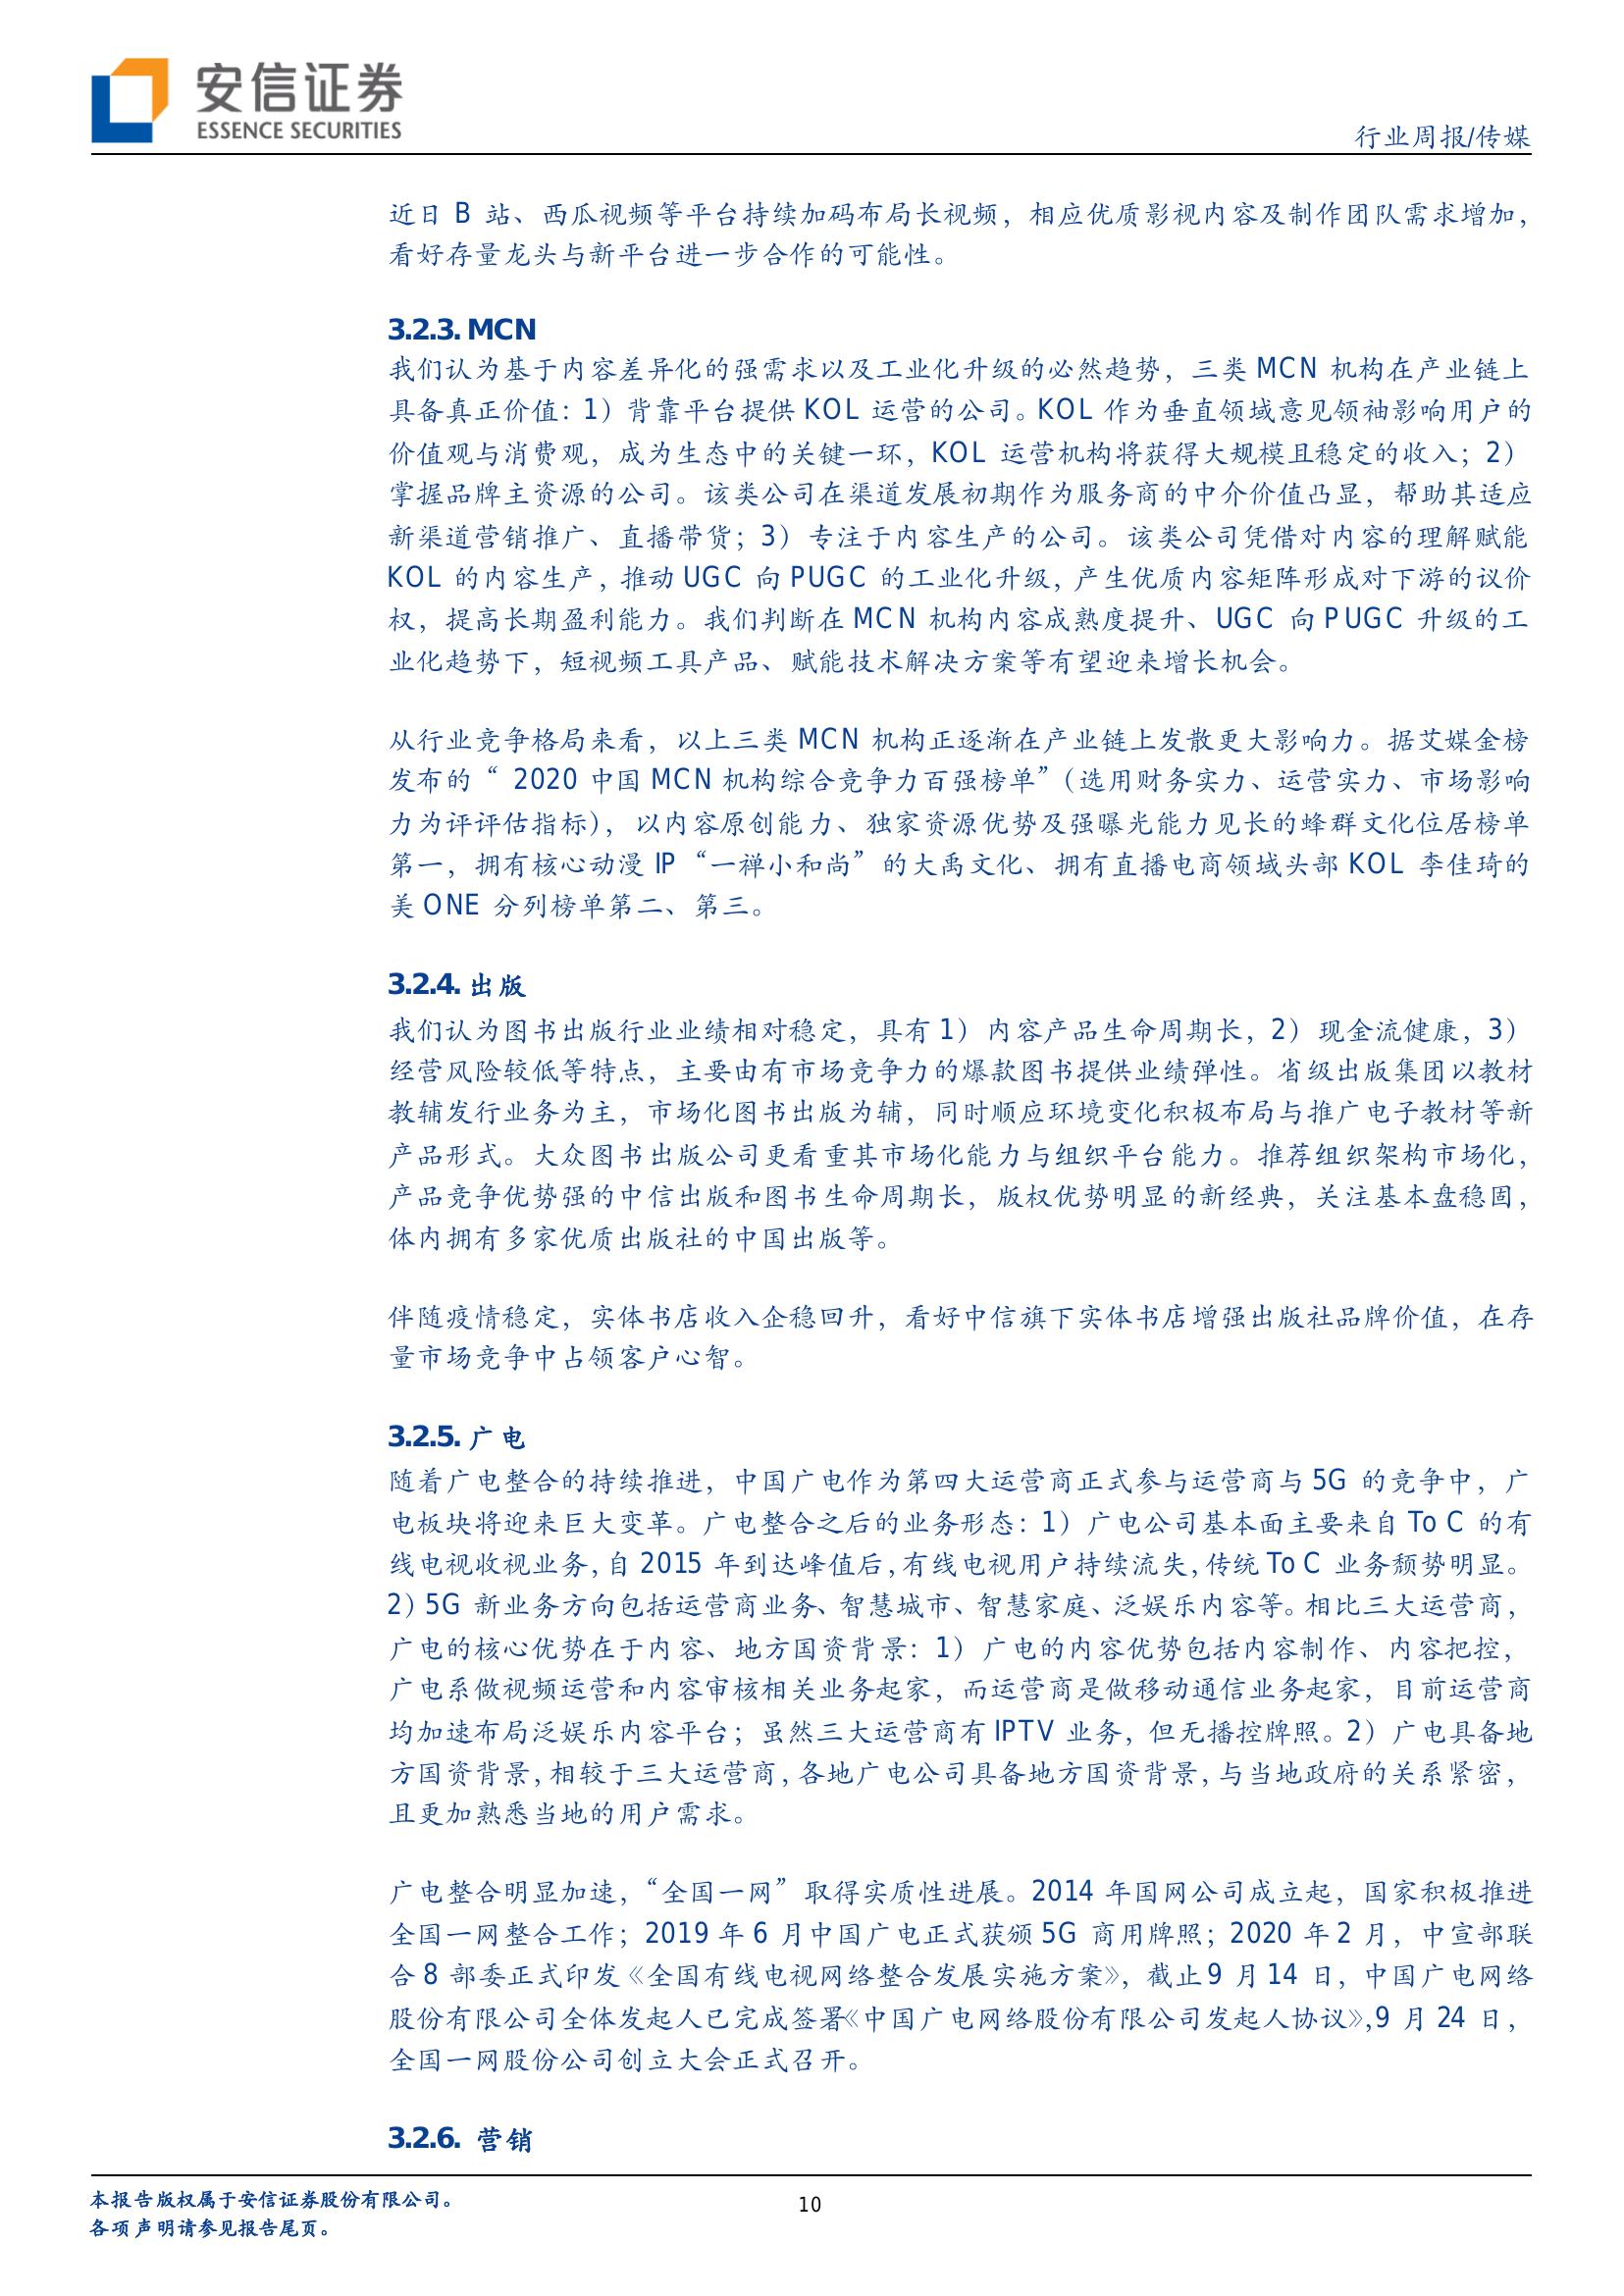 安信证券
ESSENCE SECURITIES
行业周报/传媒
近日 B 站、西瓜视频等平台持续加码布局长视频，相应优质影视内容及制作团队需求增加，
看好存量龙头与新平台进一步合作的可能性。
3.2.3. MCN
我们认为基于内容差异化的强需求以及工业化升级的必然趋势，三类 MCN 机构在产业链上
具备真正价值：1）背靠平台提供 KOL 运营的公司。KOL 作为垂直领域意见领袖影响用户的
价值观与消费观，成为生态中的关键一环，KOL 运营机构将获得大规模且稳定的收入；2）
掌握品牌主资源的公司。该类公司在渠道发展初期作为服务商的中介价值凸显，帮助其适应
新渠道营销推广、直播带货；3）专注于内容生产的公司。该类公司凭借对内容的理解赋能
KOL 的内容生产，推动 UGC 向 PUGC 的工业化升级，产生优质内容矩阵形成对下游的议价
权，提高长期盈利能力。我们判断在 MCN 机构内容成熟度提升、UGC 向 PUGC 升级的工
业化趋势下，短视频工具产品、赋能技术解决方案等有望迎来增长机会。
从行业竞争格局来看，以上三类 MCN 机构正逐渐在产业链上发散更大影响力。据艾媒金榜
发布的“ 2020 中国 MCN 机构综合竞争力百强榜单”（选用财务实力、运营实力、市场影响
力为评评估指标），以内容原创能力、独家资源优势及强曝光能力见长的蜂群文化位居榜单
第一，拥有核心动漫 IP “一禅小和尚” 的大禹文化、拥有直播电商领域头部 KOL 李佳琦的
美 ONE 分列榜单第二、第三。
3.2.4. 出版
我们认为图书出版行业业绩相对稳定，具有 1）内容产品生命周期长，2）现金流健康，3）
经营风险较低等特点，主要由有市场竞争力的爆款图书提供业绩弹性。省级出版集团以教材
教辅发行业务为主，市场化图书出版为辅，同时顺应环境变化积极布局与推广电子教材等新
产品形式。大众图书出版公司更看重其市场化能力与组织平台能力。推荐组织架构市场化，
产品竞争优势强的中信出版和图书生命周期长，版权优势明显的新经典，关注基本盘稳固，
体内拥有多家优质出版社的中国出版等。
伴随疫情稳定，实体书店收入企稳回升，看好中信旗下实体书店增强出版社品牌价值，在存
量市场竞争中占领客户心智。
3.2.5. 广电
随着广电整合的持续推进，中国广电作为第四大运营商正式参与运营商与 5G 的竞争中，广
电板块将迎来巨大变革。广电整合之后的业务形态：1）广电公司基本面主要来自 To C 的有
线电视收视业务，自 2015 年到达峰值后，有线电视用户持续流失，传统 To C 业务颓势明显。
2）5G 新业务方向包括运营商业务、智慧城市、智慧家庭、泛娱乐内容等。相比三大运营商，
广电的核心优势在于内容、地方国资背景：1）广电的内容优势包括内容制作、内容把控，
广电系做视频运营和内容审核相关业务起家，而运营商是做移动通信业务起家，目前运营商
均加速布局泛娱乐内容平台；虽然三大运营商有 IPTV 业务，但无播控牌照。2）广电具备地
方国资背景，相较于三大运营商，各地广电公司具备地方国资背景，与当地政府的关系紧密，
且更加熟悉当地的用户需求。
广电整合明显加速，“全国一网” 取得实质性进展。2014 年国网公司成立起，国家积极推进
全国一网整合工作；2019 年 6 月中国广电正式获颁 5G 商用牌照；2020 年 2 月，中宣部联
合 8 部委正式印发《全国有线电视网络整合发展实施方案》，截止 9 月 14 日，中国广电网络
股份有限公司全体发起人已完成签署《中国广电网络股份有限公司发起人协议》，9 月 24 日，
全国一网股份公司创立大会正式召开。
3.2.6. 营销
本报告版权属于安信证券股份有限公司。
10
各项声明请参见报告尾页。